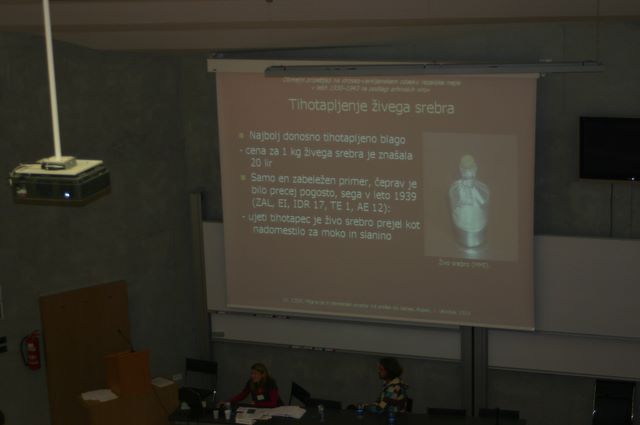 Tihotapljenje živega srebra
Najbolj donosno tihotapljeno blago
- cena za 1 kg živega srebra je znašala
20 lir
Samo en zabeležen primer, čeprav je
bilo precej pogosto, sega v leto 1939
(ZAL, EI, IDR 17, TE 1, AE 12):
- ujeti tihotapec je živo srebro prejel kot
nadomestilo za moko in slanino
Živo srebro